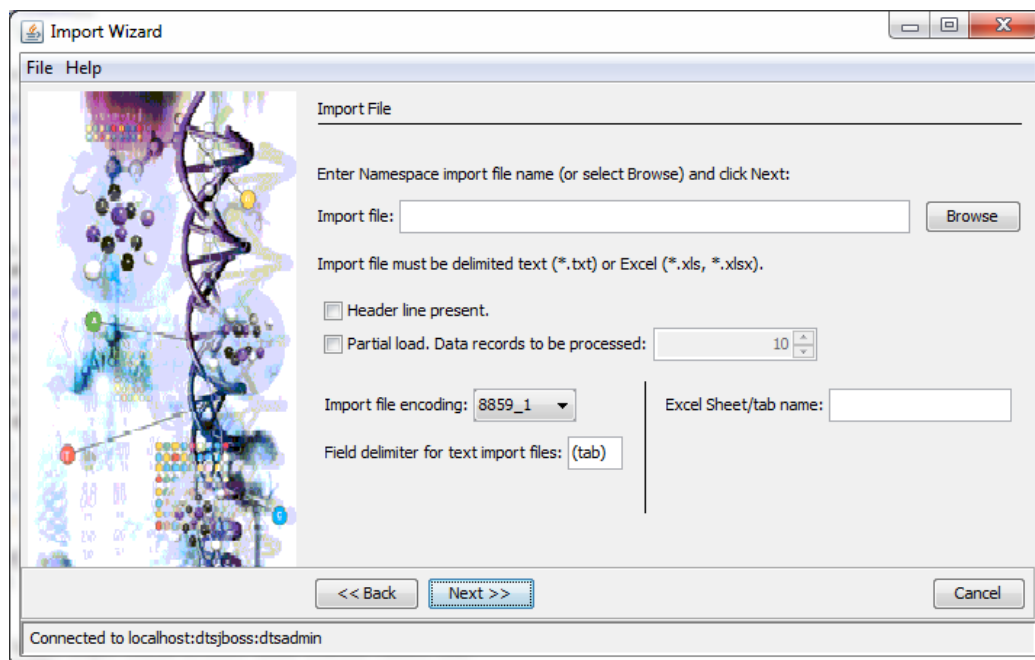 Import Wizard
File Help
Import File
Enter Namespace import file name (or select Browse) and click Next:
Import file: Browse
Import file must be delimited text (*.txt) or Excel (*.xls, *.xlsx).
Header line present.
Partial load. Data records to be processed: 10
Import file encoding: 8859_1 Excel Sheet/tab name:
Field delimiter for text import files: (tab)
<< Back Next >> Cancel
Connected to localhost:dtsjboss:dtsadmin